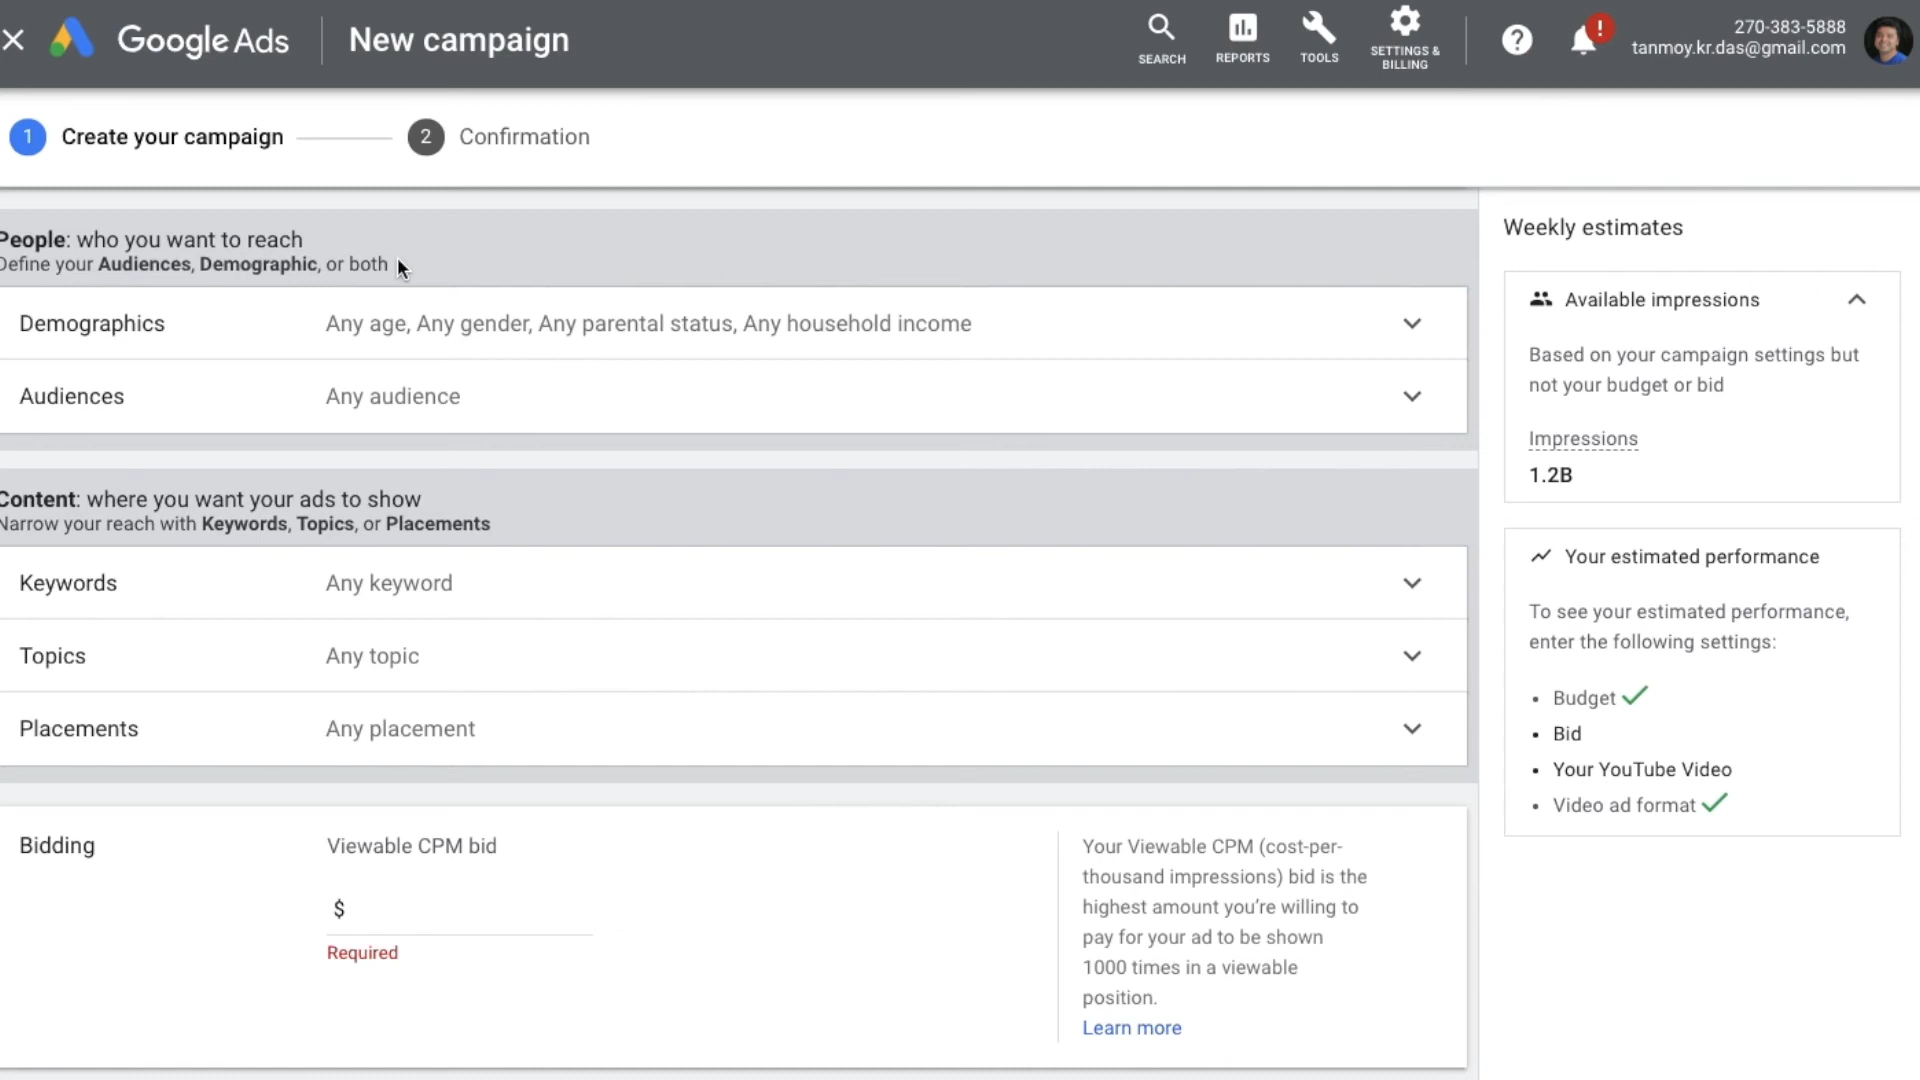 Google Ads
New campaign
SEARCH
REPORTS
TOOLS
SETTINGS &
BILLING
?
!
270-383-5888
tanmoy.kr.das@gmail.com
1 Create your campaign
2 Confirmation
People: who you want to reach
Define your Audiences, Demographic, or both
Demographics Any age, Any gender, Any parental status, Any household income
Audiences Any audience
Content: where you want your ads to show
Narrow your reach with Keywords, Topics, or Placements
Keywords Any keyword
Topics Any topic
Placements Any placement
Bidding Viewable CPM bid
$
Required
Your Viewable CPM (cost-per-
thousand impressions) bid is the
highest amount you’re willing to
pay for your ad to be shown
1000 times in a viewable
position.
Learn more
Weekly estimates
Available impressions
Based on your campaign settings but
not your budget or bid
Impressions
1.2B
Your estimated performance
To see your estimated performance,
enter the following settings:
• Budget
• Bid
• Your YouTube Video
• Video ad format